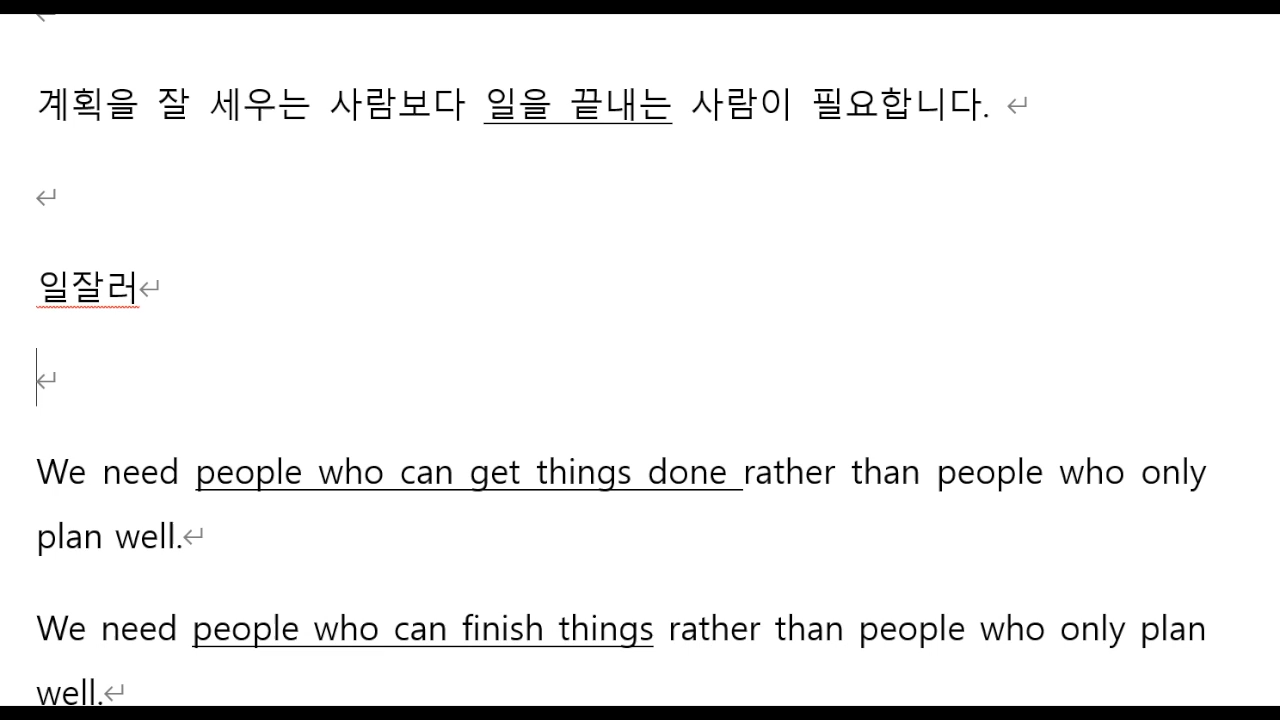 계획을 잘 세우는 사람보다 일을 끝내는 사람이 필요합니다.
일잘러
We need people who can get things done rather than people who only
plan well.
We need people who can finish things rather than people who only plan
well.